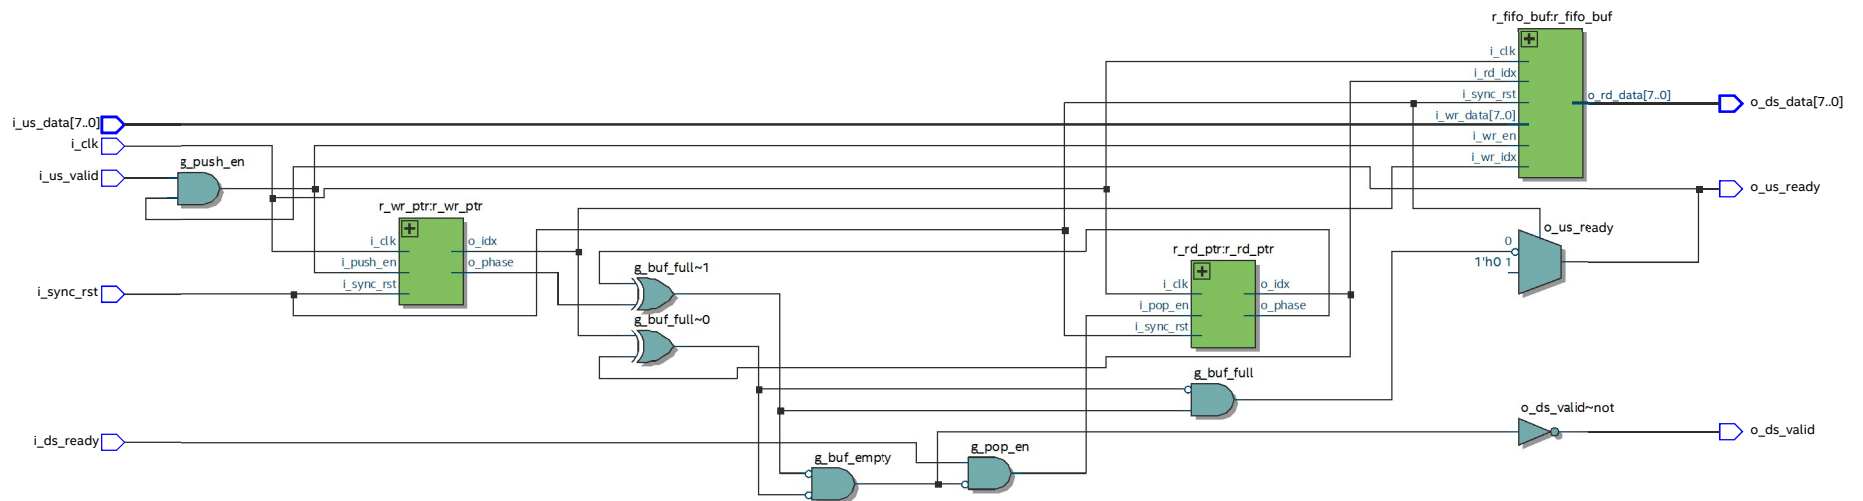 r_fifo_buf:r_fifo_buf
i_clk
i_rd_idx
i_sync_rst
i_wr_data[7..0]
i_wr_en
i_wr_idx
o_rd_data[7..0]
o_ds_data[7..0]
i_us_data[7..0]
i_clk
g_push_en
i_us_valid
o_us_ready
r_wr_ptr:r_wr_ptr
i_clk
i_push_en
i_sync_rst
o_idx
o_phase
i_sync_rst
o_us_ready
0
1'h0 1
r_rd_ptr:r_rd_ptr
i_clk
i_pop_en
i_sync_rst
o_idx
o_phase
g_buf_full~1
g_buf_full~0
g_buf_full
o_ds_valid~not
o_ds_valid
i_ds_ready
g_buf_empty
g_pop_en